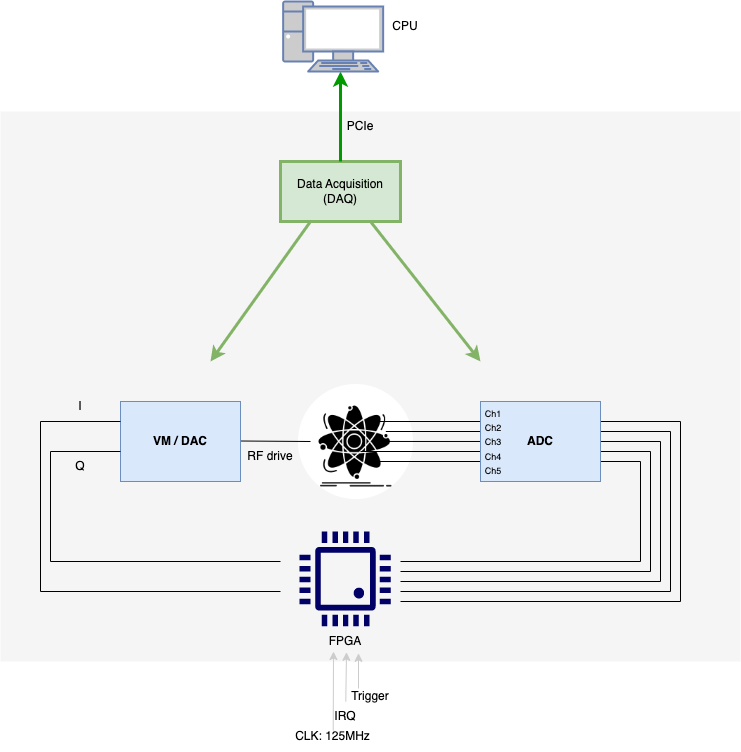 CPU
PCIe
Data Acquisition
(DAQ)
I
VM / DAC
Q
RF drive
Ch1
Ch2
Ch3
Ch4
Ch5
ADC
FPGA
Trigger
IRQ
CLK: 125MHz